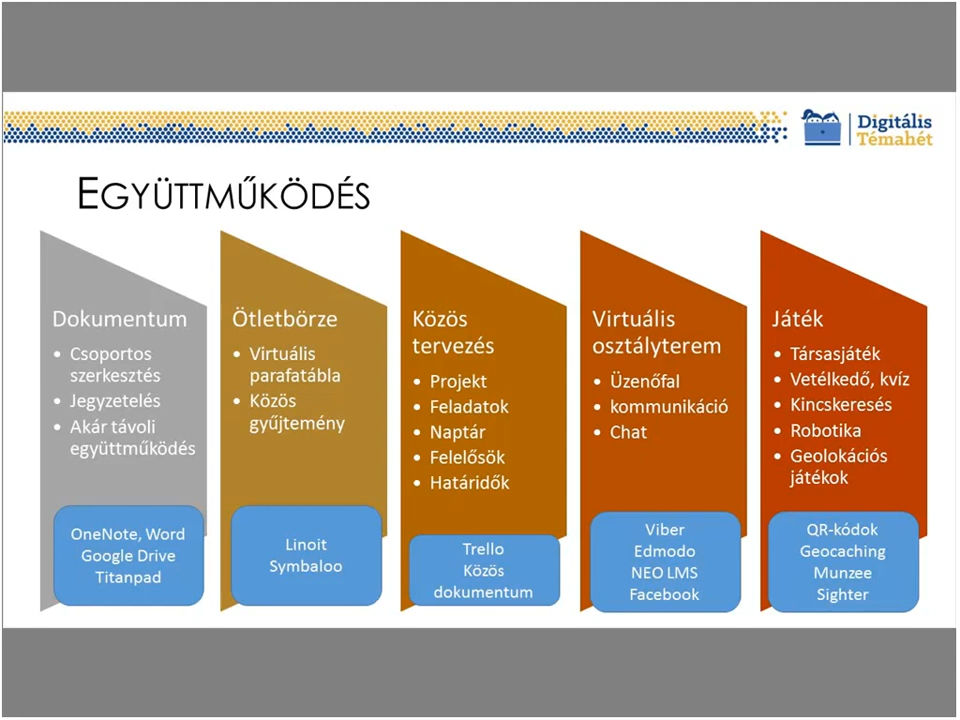 Digitális
Témahét
EGYÜTTMŰKÖDÉS
Dokumentum
• Csoportos
szerkesztés
• Jegyzetelés
• Akár távoli
együttműködés
OneNote, Word
Google Drive
Titanpad
Ötletbörze
• Virtuális
parafatábla
• Közös
gyűjtemény
Linoit
Symbaloo
Közös
tervezés
• Projekt
• Feladatok
• Naptár
• Felelősök
• Határidők
Trello
Közös
dokumentum
Virtuális
osztályterem
• Üzenőfal
• kommunikáció
• Chat
Viber
Edmodo
NEO LMS
Facebook
Játék
• Társasjáték
• Vetélkedő, kvíz
• Kincskeresés
• Robotika
• Geolokációs
játékok
QR-kódok
Geocaching
Munzee
Sighter